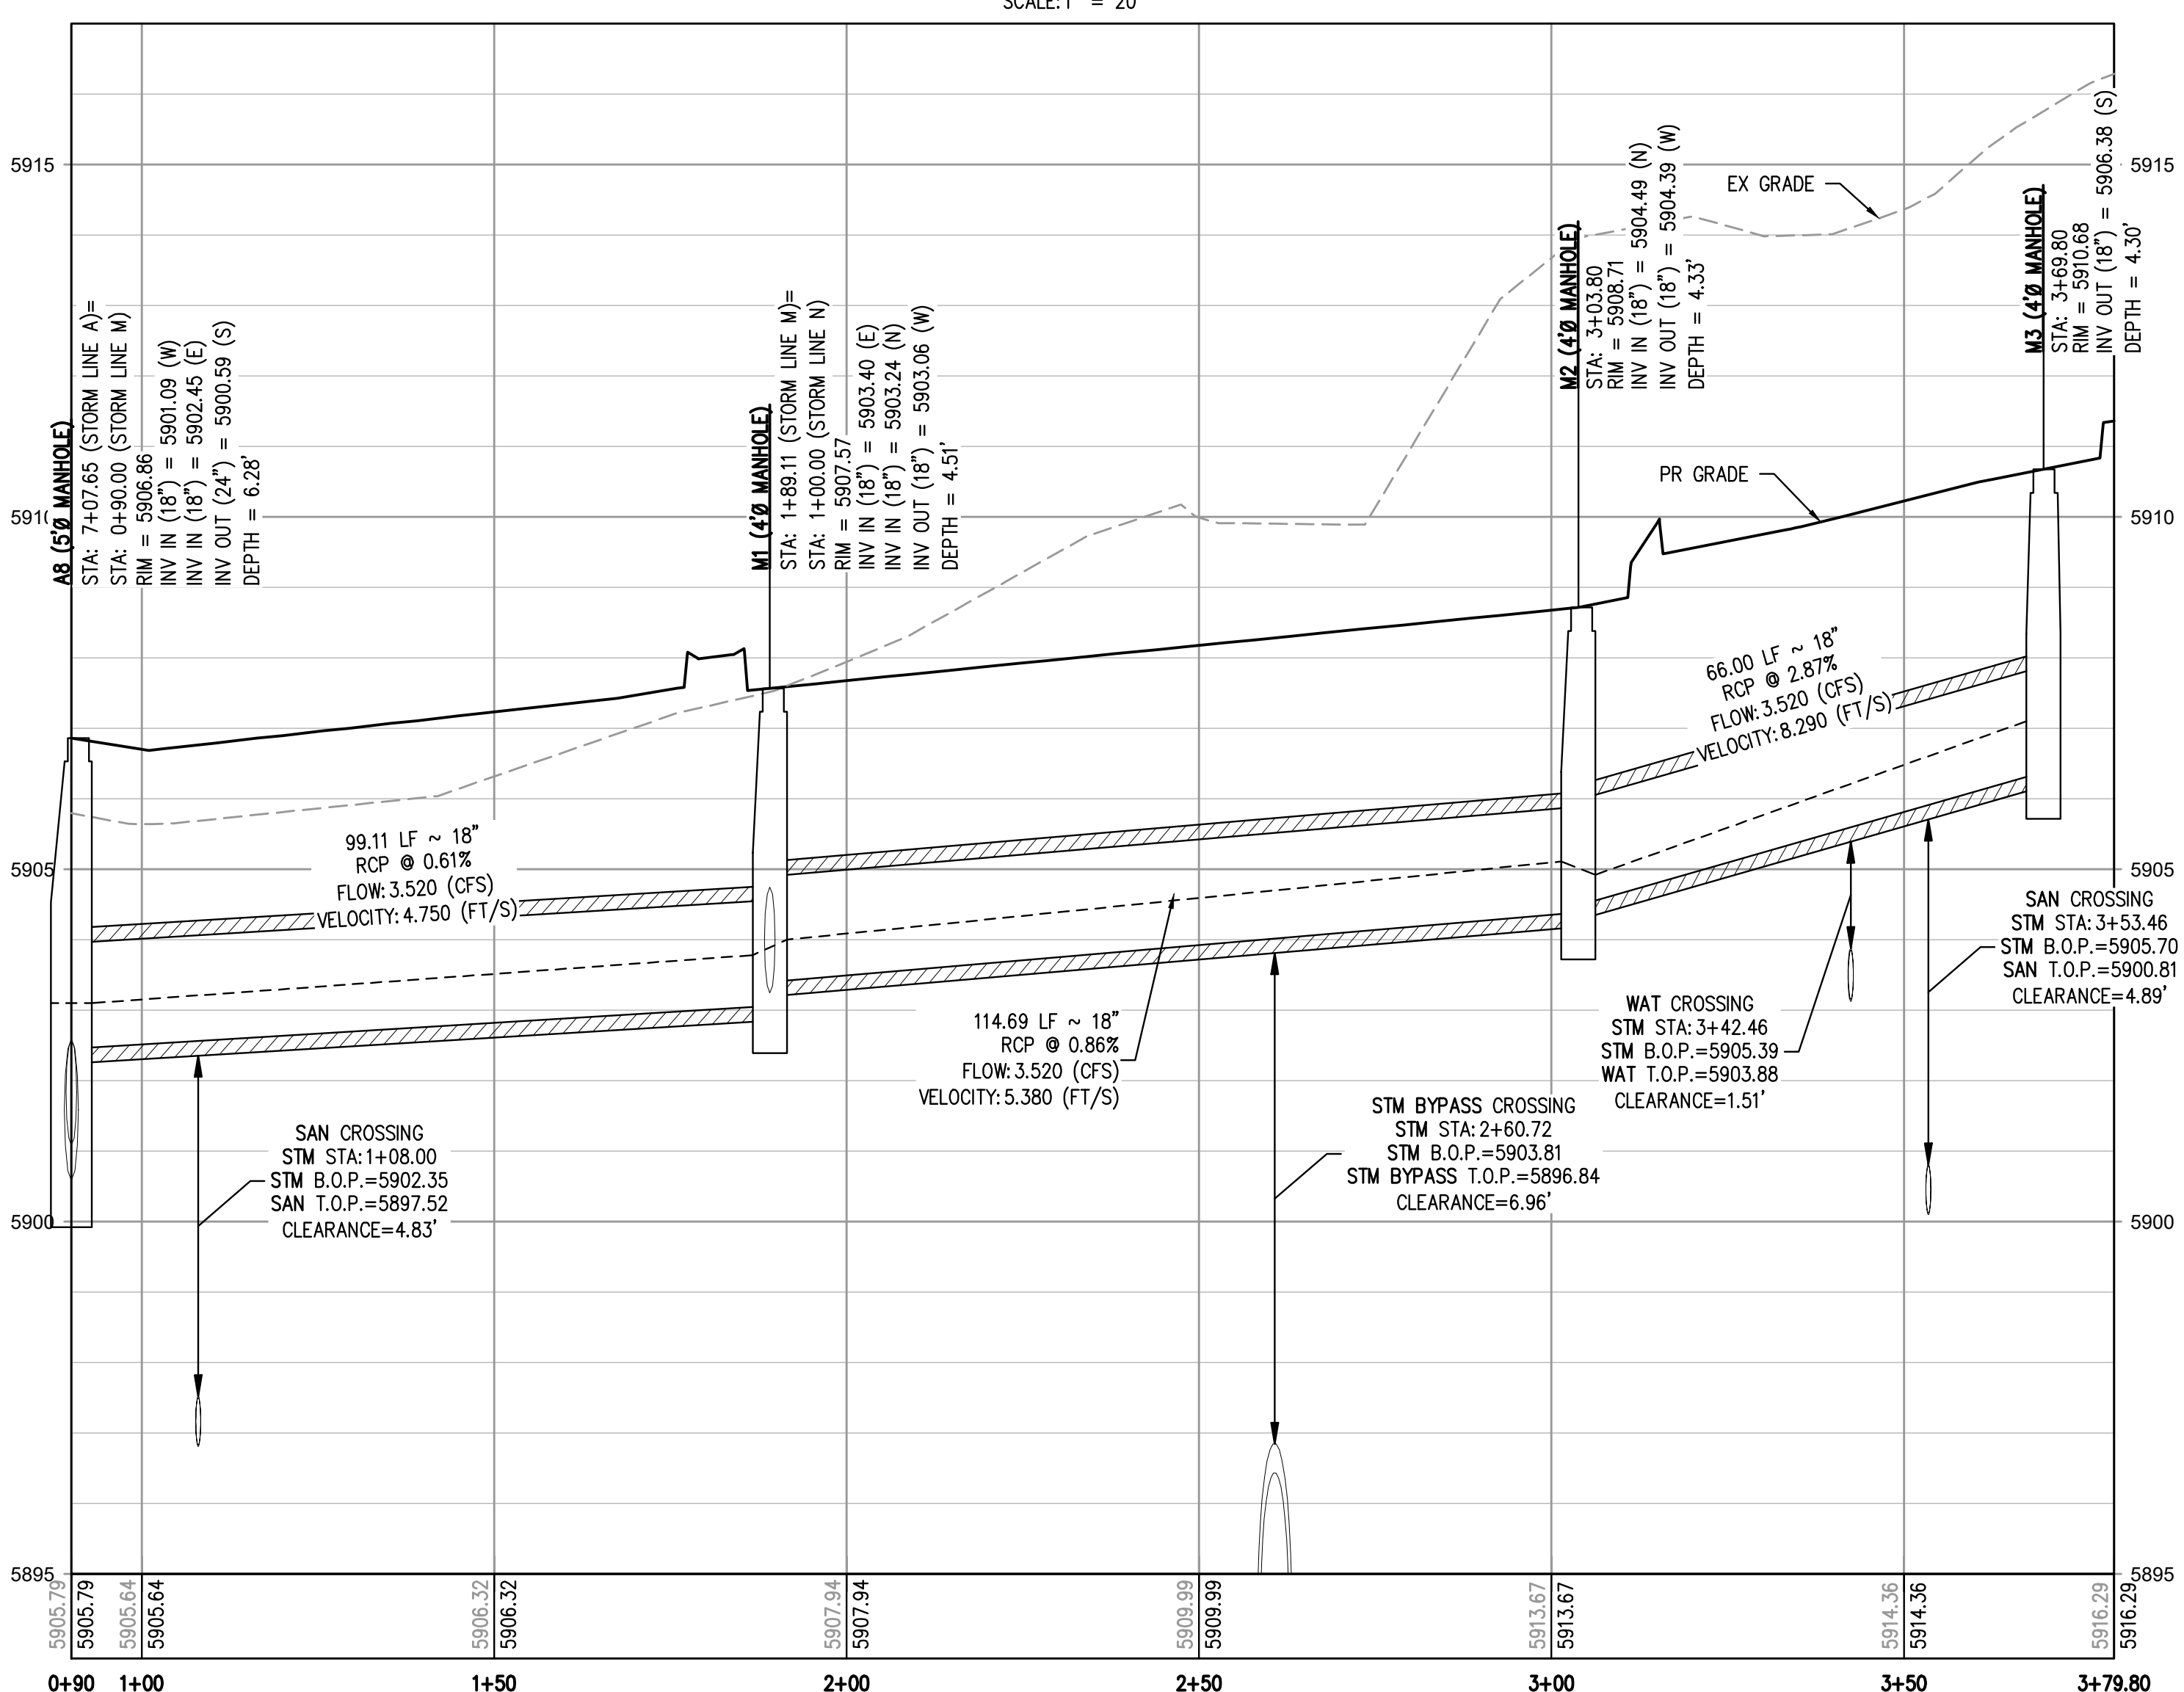 SCALE: 1" = 20'
5915
5910
5905
5900
5895
5915
5910
5905
5900
5895
A8 (5'Ø MANHOLE)
STA: 7+07.65 (STORM LINE A)=
STA: 0+90.00 (STORM LINE M)
RIM = 5906.86
INV IN (18") = 5901.09 (W)
INV IN (18") = 5902.45 (E)
INV OUT (24") = 5900.59 (S)
DEPTH = 6.28'
M1 (4'Ø MANHOLE)
STA: 1+89.11 (STORM LINE M)=
STA: 1+00.00 (STORM LINE N)
RIM = 5907.57
INV IN (18") = 5903.40 (E)
INV IN (18") = 5903.24 (N)
INV OUT (18") = 5903.06 (W)
DEPTH = 4.51'
M2 (4'Ø MANHOLE)
STA: 3+03.80
RIM = 5908.71
INV IN (18") = 5904.49 (N)
INV OUT (18") = 5904.39 (W)
DEPTH = 4.33'
M3 (4'Ø MANHOLE)
STA: 3+69.80
RIM = 5910.68
INV OUT (18") = 5906.38 (S)
DEPTH = 4.30'
EX GRADE
PR GRADE
99.11 LF ~ 18"
RCP @ 0.61%
FLOW: 3.520 (CFS)
VELOCITY: 4.750 (FT/S)
114.69 LF ~ 18"
RCP @ 0.86%
FLOW: 3.520 (CFS)
VELOCITY: 5.380 (FT/S)
66.00 LF ~ 18"
RCP @ 2.87%
FLOW: 3.520 (CFS)
VELOCITY: 8.290 (FT/S)
SAN CROSSING
STM STA: 1+08.00
STM B.O.P.=5902.35
SAN T.O.P.=5897.52
CLEARANCE=4.83'
STM BYPASS CROSSING
STM STA: 2+60.72
STM B.O.P.=5903.81
STM BYPASS T.O.P.=5896.84
CLEARANCE=6.96'
WAT CROSSING
STM STA: 3+42.46
STM B.O.P.=5905.39
WAT T.O.P.=5903.88
CLEARANCE=1.51'
SAN CROSSING
STM STA: 3+53.46
STM B.O.P.=5905.70
SAN T.O.P.=5900.81
CLEARANCE=4.89'
5905.79
5905.79
5905.64
5905.64
5906.32
5906.32
5907.94
5907.94
5909.99
5909.99
5913.67
5913.67
5914.36
5914.36
5916.29
5916.29
0+90
1+00
1+50
2+00
2+50
3+00
3+50
3+79.80